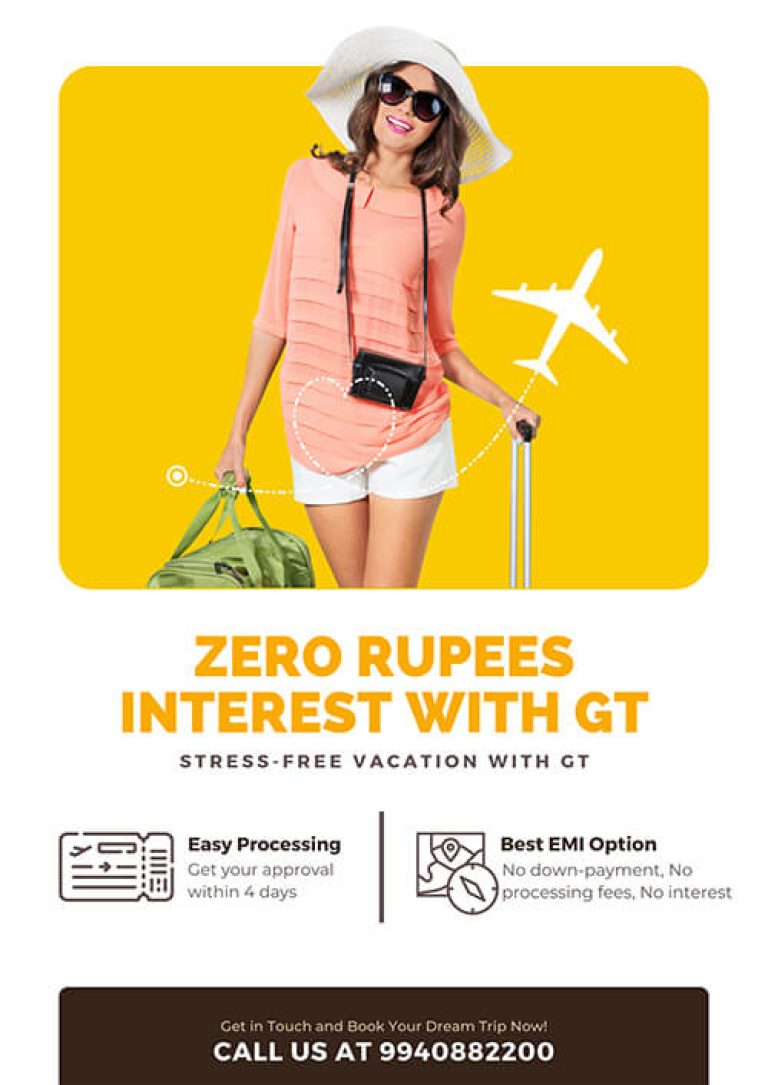 ZERO RUPEES
INTEREST WITH GT
STRESS-FREE VACATION WITH GT
Easy Processing
Get your approval
within 4 days
Best EMI Option
No down-payment, No
processing fees, No interest
Get in Touch and Book Your Dream Trip Now!
CALL US AT 9940882200